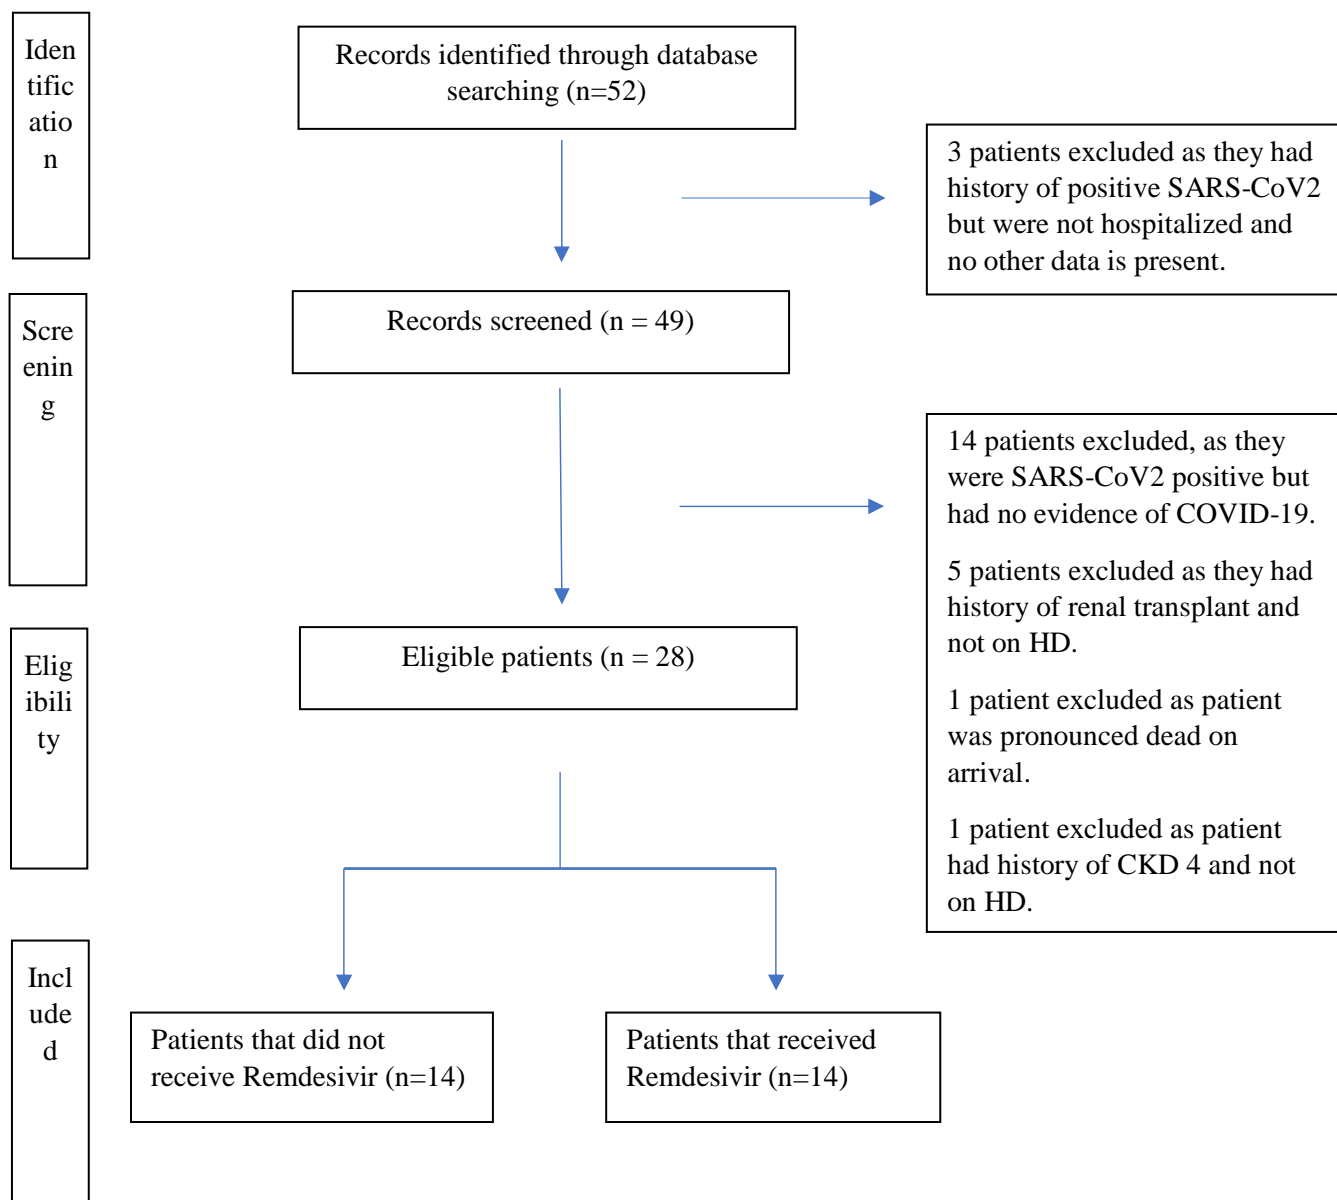 Iden
tific
atio
n
Records identified through database
searching (n=52)
3 patients excluded as they had
history of positive SARS-CoV2
but were not hospitalized and
no other data is present.
Scre
enin
g
Records screened (n = 49)
14 patients excluded, as they
were SARS-CoV2 positive but
had no evidence of COVID-19.
5 patients excluded as they had
history of renal transplant and
not on HD.
1 patient excluded as patient
was pronounced dead on
arrival.
1 patient excluded as patient
had history of CKD 4 and not
on HD.
Elig
ibili
ty
Eligible patients (n = 28)
Incl
ude
d
Patients that did not
receive Remdesivir (n=14)
Patients that received
Remdesivir (n=14)